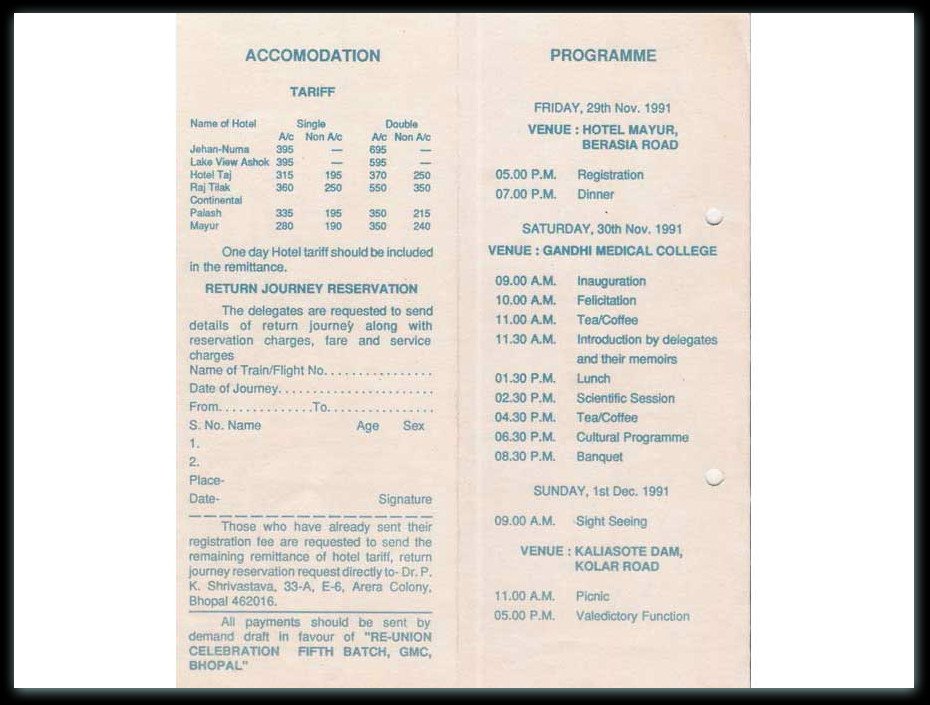 ACCOMODATION
TARIFF
Name of Hotel Single Double
A/c Non A/c A/c Non A/c
Jehan-Numa 395 — 695 —
Lake View Ashok 395 — 595 —
Hotel Taj 315 195 370 250
Raj Tilak 360 250 550 350
Continental
Palash 335 195 350 215
Mayur 280 190 350 240
One day Hotel tariff should be included
in the remittance.
RETURN JOURNEY RESERVATION
The delegates are requested to send
details of return journey along with
reservation charges, fare and service
charges
Name of Train/Flight No. . . . . . . . . . . . . . .
Date of Journey. . . . . . . . . . . . . . . . . . . . .
From. . . . . . . . . . . . .To. . . . . . . . . . . . . . .
S. No. Name Age Sex
1.
2.
Place-
Date- Signature
Those who have already sent their
registration fee are requested to send the
remaining remittance of hotel tariff, return
journey reservation request directly to- Dr. P.
K. Shrivastava, 33-A, E-6, Arera Colony,
Bhopal 462016.
All payments should be sent by
demand draft in favour of "RE-UNION
CELEBRATION FIFTH BATCH, GMC,
BHOPAL"
PROGRAMME
FRIDAY, 29th Nov. 1991
VENUE : HOTEL MAYUR,
BERASIA ROAD
05.00 P.M. Registration
07.00 P.M. Dinner
SATURDAY, 30th Nov. 1991
VENUE : GANDHI MEDICAL COLLEGE
09.00 A.M. Inauguration
10.00 A.M. Felicitation
11.00 A.M. Tea/Coffee
11.30 A.M. Introduction by delegates
and their memoirs
01.30 P.M. Lunch
02.30 P.M. Scientific Session
04.30 P.M. Tea/Coffee
06.30 P.M. Cultural Programme
08.30 P.M. Banquet
SUNDAY, 1st Dec. 1991
09.00 A.M. Sight Seeing
VENUE : KALIASOTE DAM,
KOLAR ROAD
11.00 A.M. Picnic
05.00 P.M. Valedictory Function